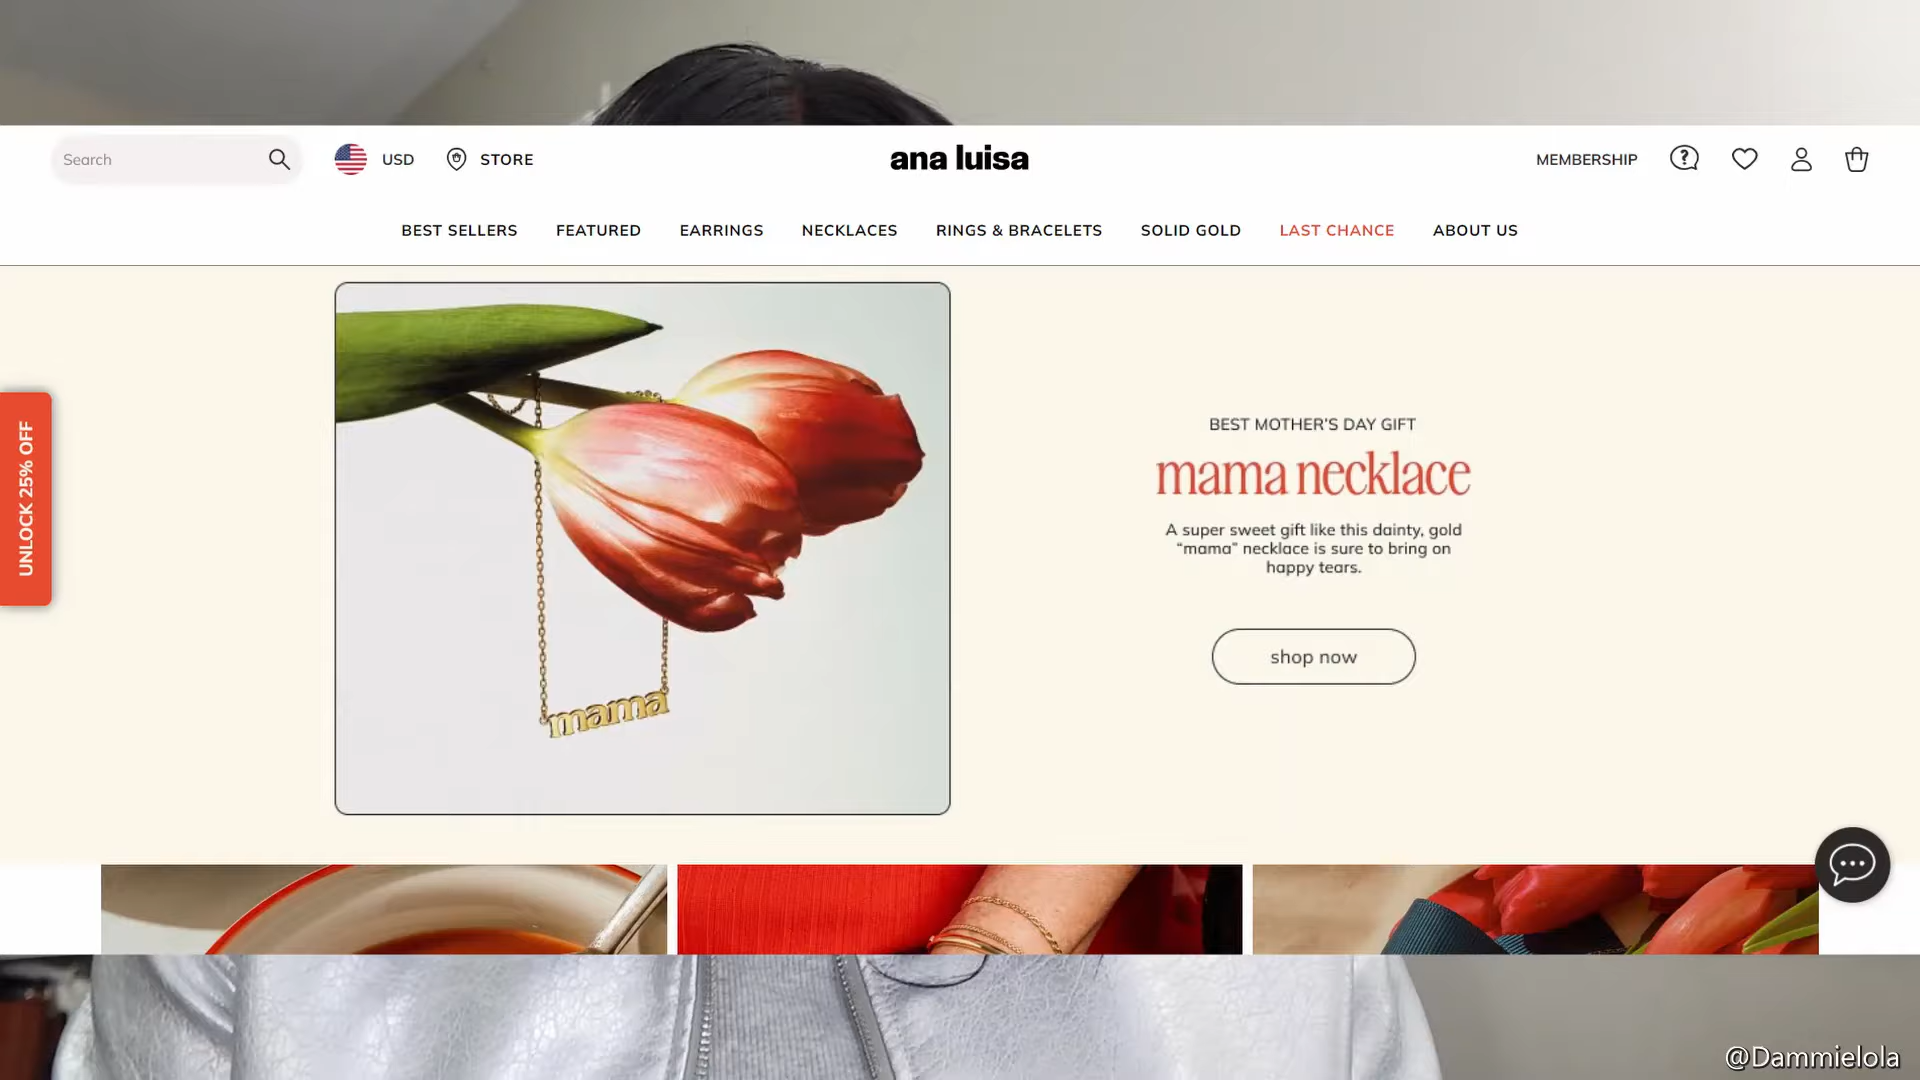 Search
USD
STORE
ana luisa
MEMBERSHIP
BEST SELLERS
FEATURED
EARRINGS
NECKLACES
RINGS & BRACELETS
SOLID GOLD
LAST CHANCE
ABOUT US
UNLOCK 25% OFF
mama
BEST MOTHER'S DAY GIFT
mama necklace
A super sweet gift like this dainty, gold
“mama” necklace is sure to bring on
happy tears.
shop now
@Dammielola